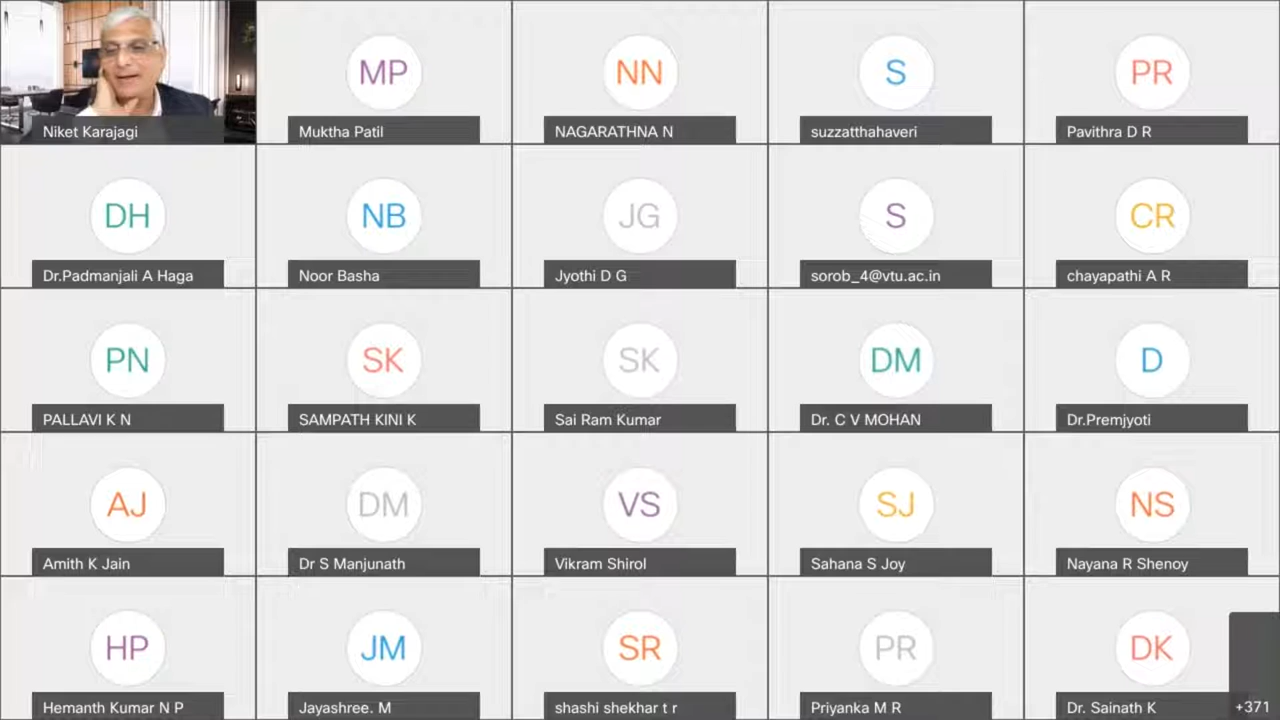 MP
NN
S
PR
Niket Karajagi
Muktha Patil
NAGARATHNA N
suzzatthahaveri
Pavithra D R
DH
NB
JG
S
CR
Dr.Padmanjali A Haga
Noor Basha
Jyothi D G
sorob_4@vtu.ac.in
chayapathi A R
PN
SK
SK
DM
D
PALLAVI K N
SAMPATH KINI K
Sai Ram Kumar
Dr. C V MOHAN
Dr.Premjyoti
AJ
DM
VS
SJ
NS
Amith K Jain
Dr S Manjunath
Vikram Shirol
Sahana S Joy
Nayana R Shenoy
HP
JM
SR
PR
DK
Hemanth Kumar N P
Jayashree. M
shashi shekhar t r
Priyanka M R
Dr. Sainath K
+371